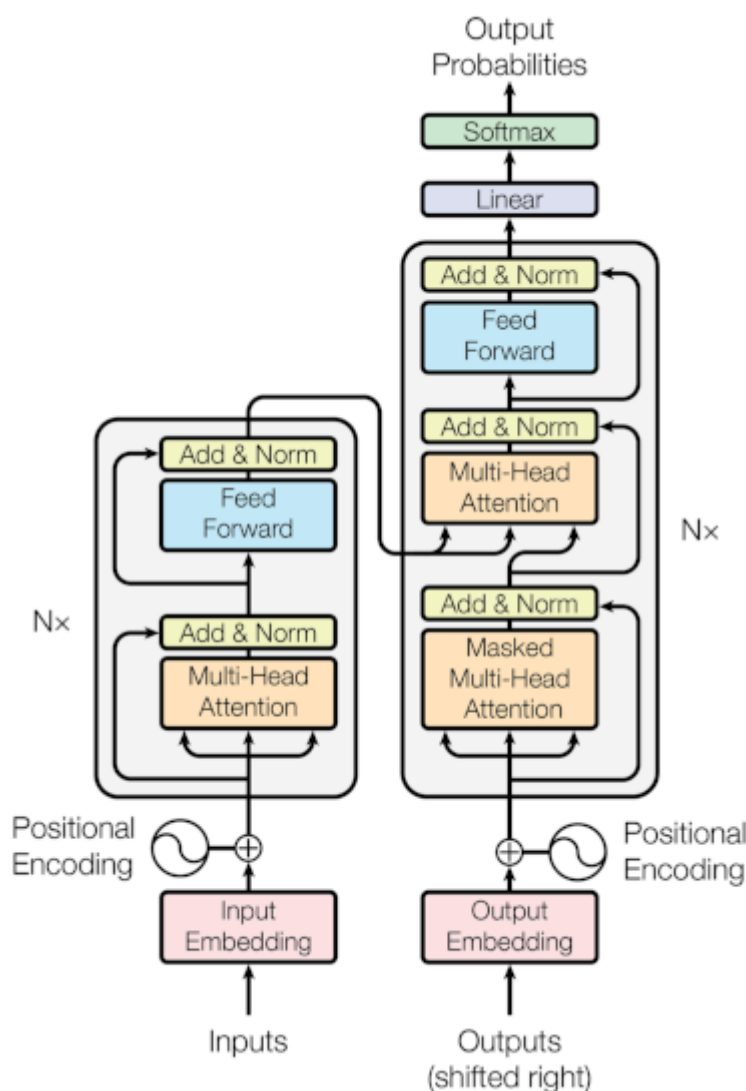 Output
Probabilities
Softmax
Linear
Add & Norm
Feed
Forward
Add & Norm
Multi-Head
Attention
Add & Norm
Masked
Multi-Head
Attention
N×
Add & Norm
Feed
Forward
Add & Norm
Multi-Head
Attention
N×
Positional
Encoding
Positional
Encoding
Input
Embedding
Output
Embedding
Inputs
Outputs
(shifted right)